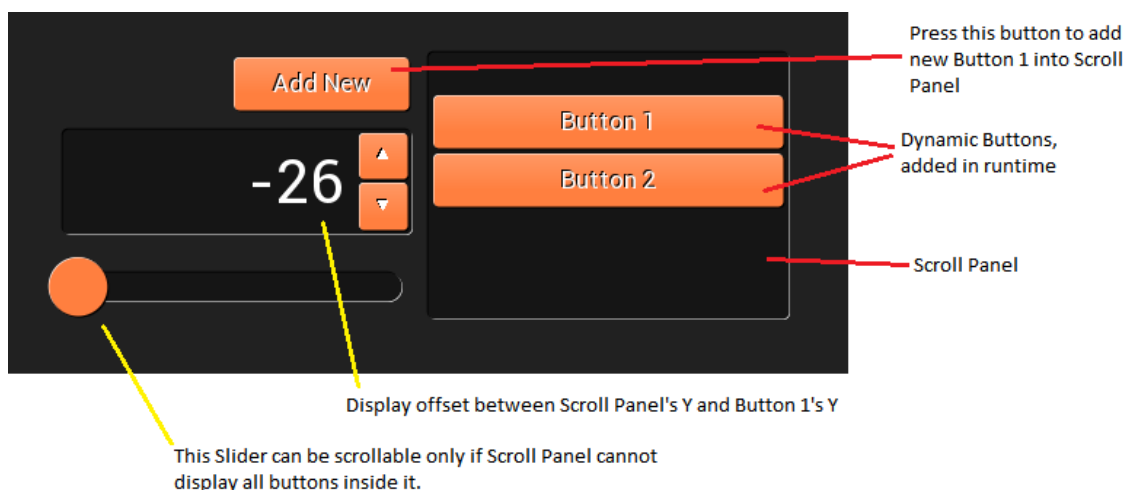 Press this button to add
new Button 1 into Scroll
Panel
Add New
Button 1
Dynamic Buttons,
added in runtime
-26
Button 2
Scroll Panel
Display offset between Scroll Panel's Y and Button 1's Y
This Slider can be scrollable only if Scroll Panel cannot
display all buttons inside it.